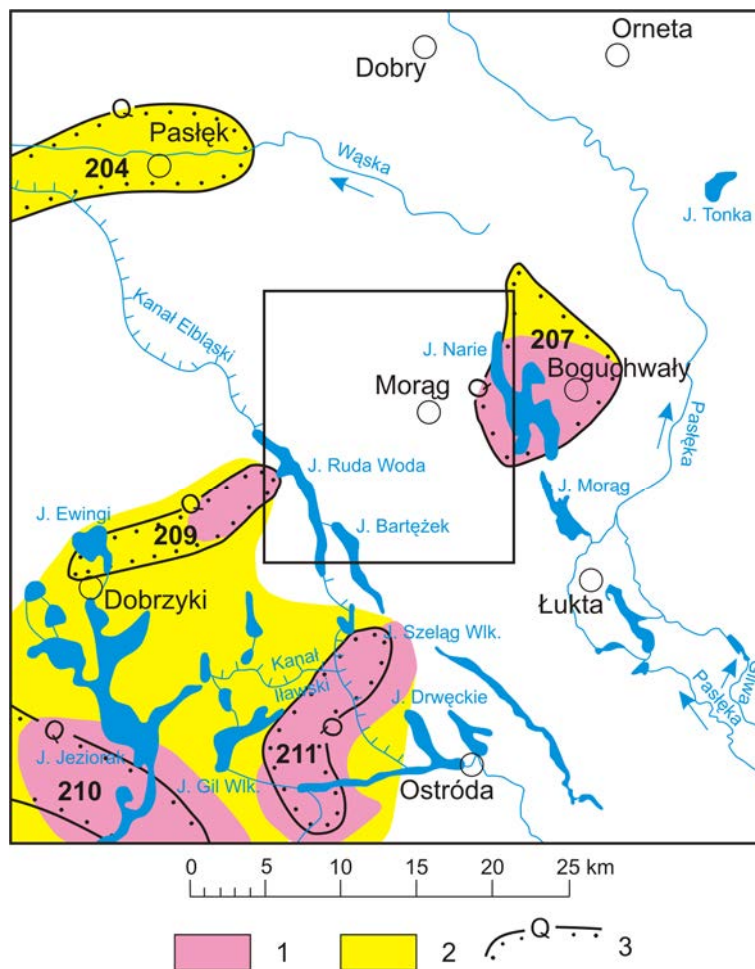 Orneta
Dobry
Q
Pasłęk
204
Wąska
J. Tonka
Kanał Elbląski
207
J. Narie
Boguchwały
Morąg
Q
Pasłęka
J. Ruda Woda
J. Morąg
Q
J. Ewingi
209
J. Bartężek
Dobrzyki
Łukta
J. Szeląg Wlk.
Kanał
Iławski
Giłwa
Pasłęka
J. Drwęckie
Q
Q
J. Jeziorak
211
210
J. Gil Wlk.
Ostróda
0 5 10 15 20 25 km
1 2 Q 3